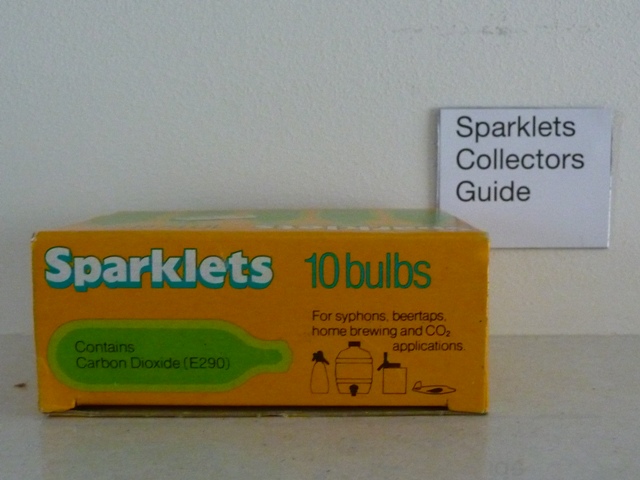 Sparklets
Collectors
Guide
Sparklets 10 bulbs
For syphons, beertaps,
home brewing and CO₂
applications.
Contains
Carbon Dioxide (E290)